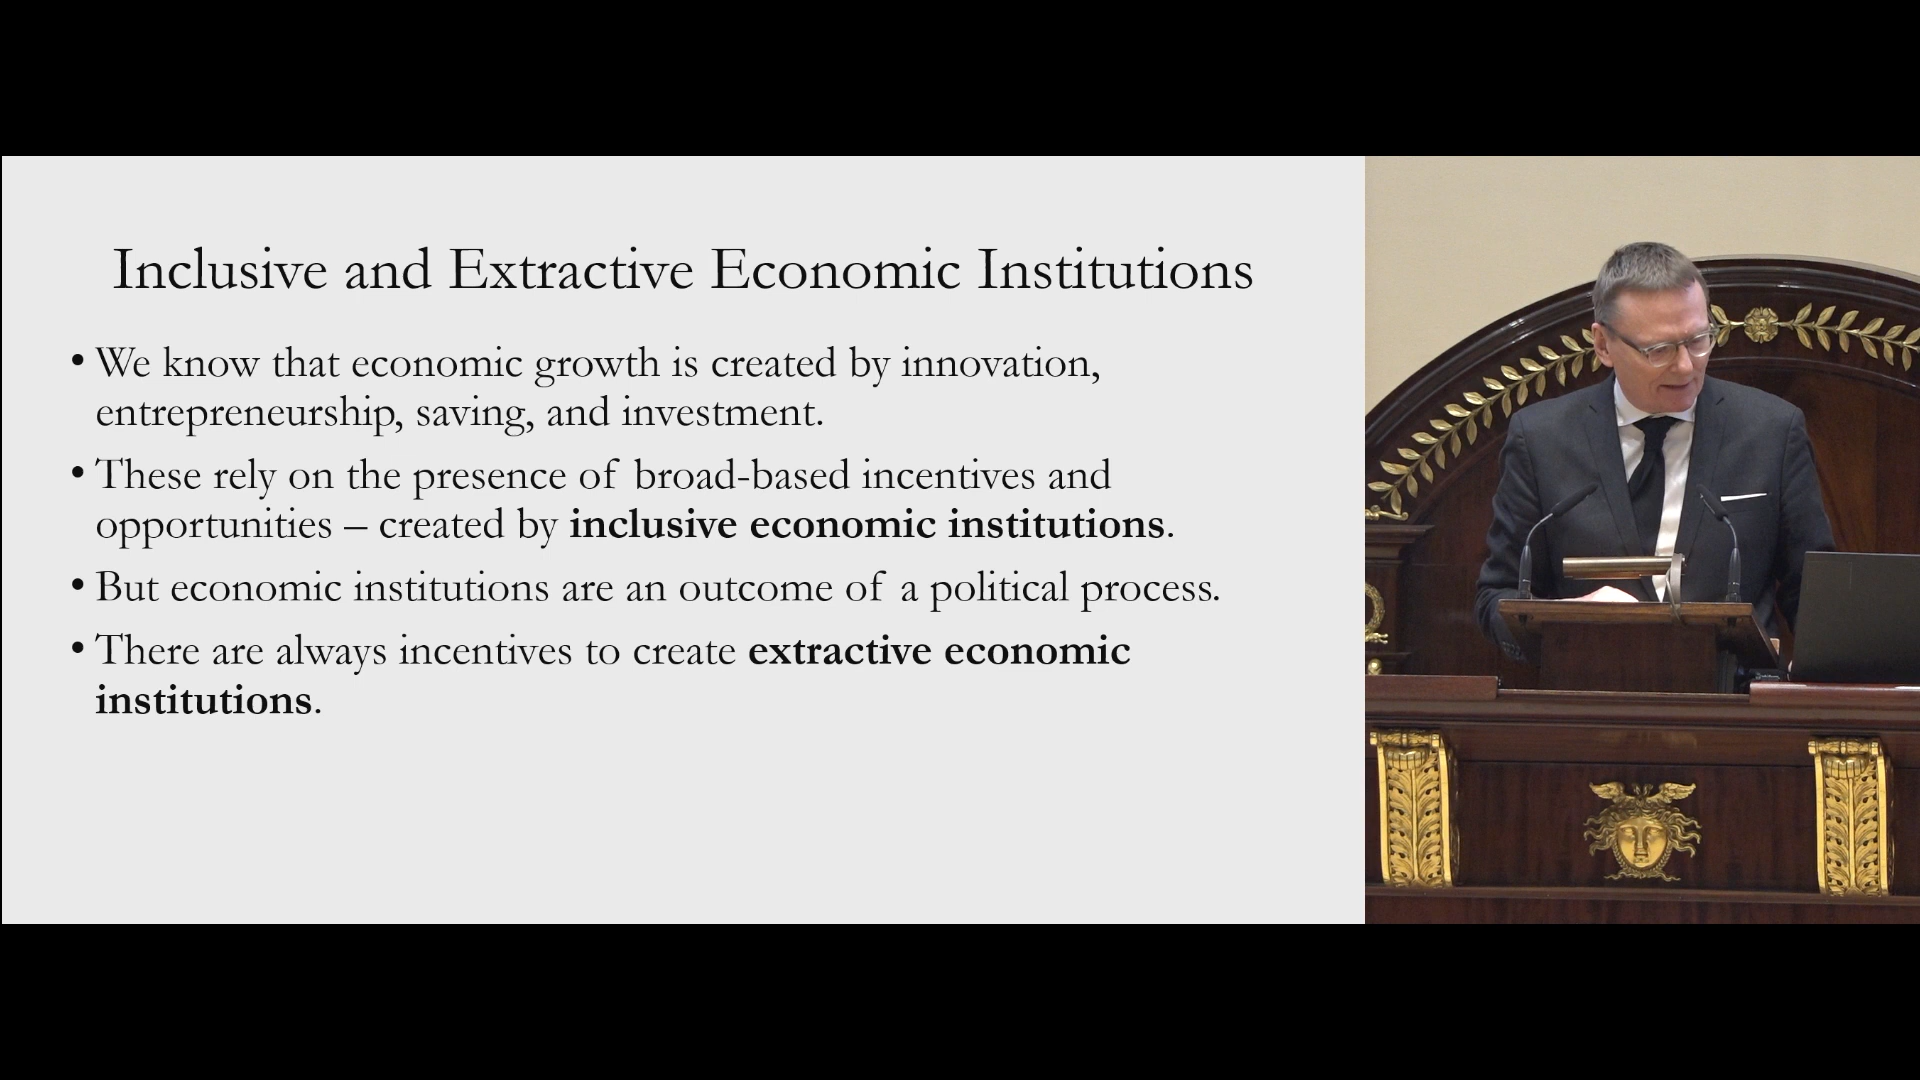 Inclusive and Extractive Economic Institutions
• We know that economic growth is created by innovation,
entrepreneurship, saving, and investment.
• These rely on the presence of broad-based incentives and
opportunities – created by inclusive economic institutions.
• But economic institutions are an outcome of a political process.
• There are always incentives to create extractive economic
institutions.